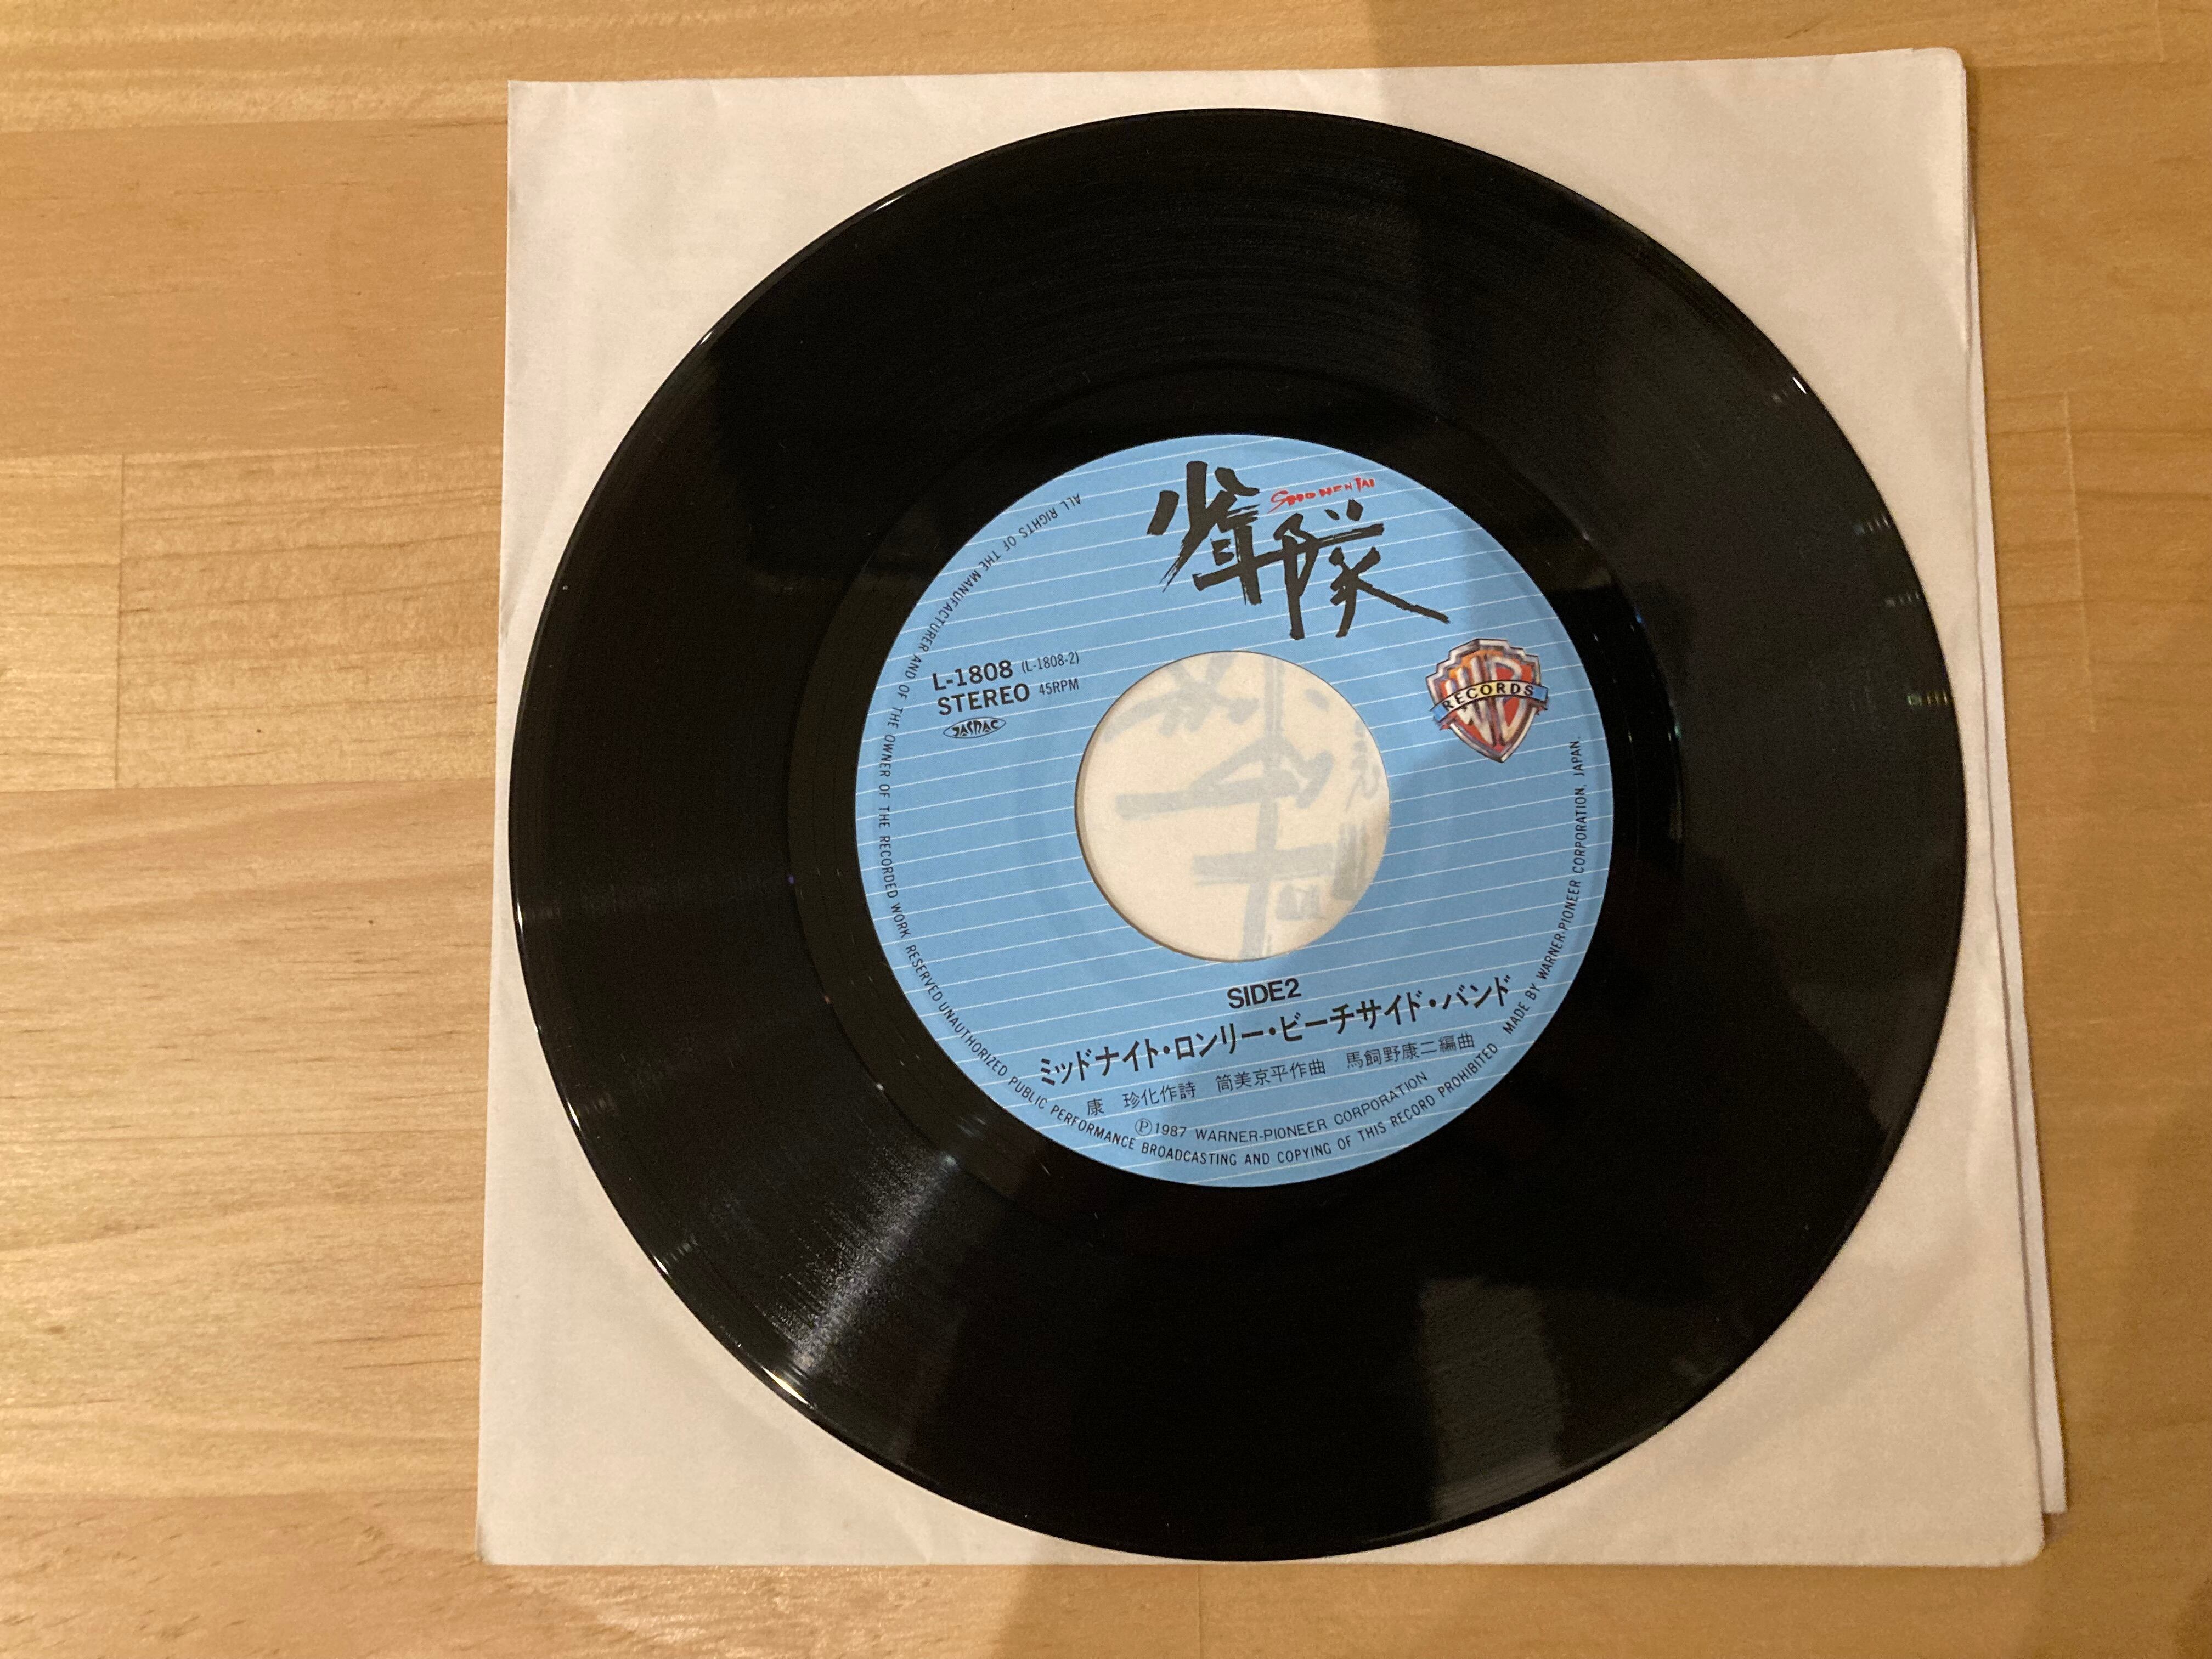 少年隊
SHONENTAI
L-1808 (L-1808-2)
STEREO 45RPM
JASRAC
WB
RECORDS
SIDE2
ミッドナイト・ロンリー・ビーチサイド・バンド
康 珍化作詩 筒美京平作曲 馬飼野康二編曲
Ⓟ1987 WARNER-PIONEER CORPORATION
ALL RIGHTS OF THE MANUFACTURER AND OF THE OWNER OF THE RECORDED WORK RESERVED UNAUTHORIZED PUBLIC PERFORMANCE BROADCASTING AND COPYING OF THIS RECORD PROHIBITED MADE BY WARNER-PIONEER CORPORATION, JAPAN.